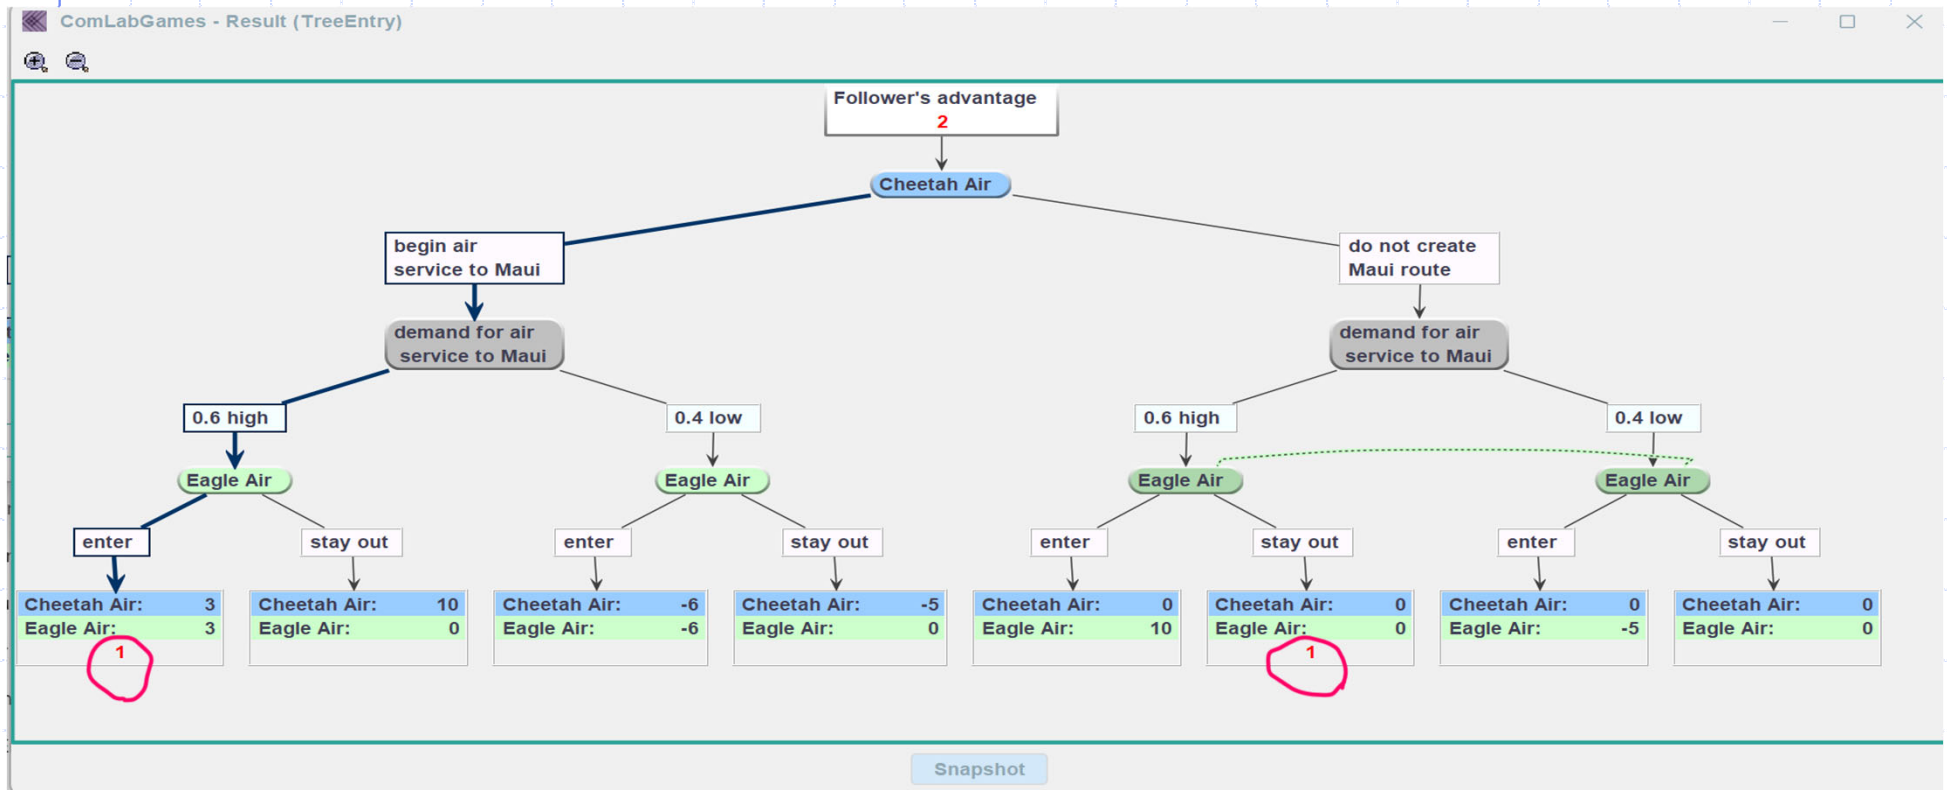 ComLabGames - Result (TreeEntry)
Follower's advantage
2
Cheetah Air
begin air
service to Maui
do not create
Maui route
demand for air
service to Maui
demand for air
service to Maui
0.6 high
0.4 low
0.6 high
0.4 low
Eagle Air
Eagle Air
Eagle Air
Eagle Air
enter
stay out
enter
stay out
enter
stay out
enter
stay out
Cheetah Air: 3
Eagle Air: 3
1
Cheetah Air: 10
Eagle Air: 0
Cheetah Air: -6
Eagle Air: -6
Cheetah Air: -5
Eagle Air: 0
Cheetah Air: 0
Eagle Air: 10
Cheetah Air: 0
Eagle Air: 0
1
Cheetah Air: 0
Eagle Air: -5
Cheetah Air: 0
Eagle Air: 0
Snapshot